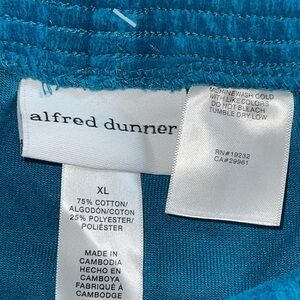 alfred dunner
MACHINE WASH COLD
WITH LIKE COLORS
DO NOT BLEACH
TUMBLE DRY LOW
RN#19232
CA#29961
XL
75% COTTON/
ALGODÓN/COTON
25% POLYESTER/
POLIÉSTER
MADE IN
CAMBODIA
HECHO EN
CAMBOYA
FABRIQUÉ À
CAMBODGE